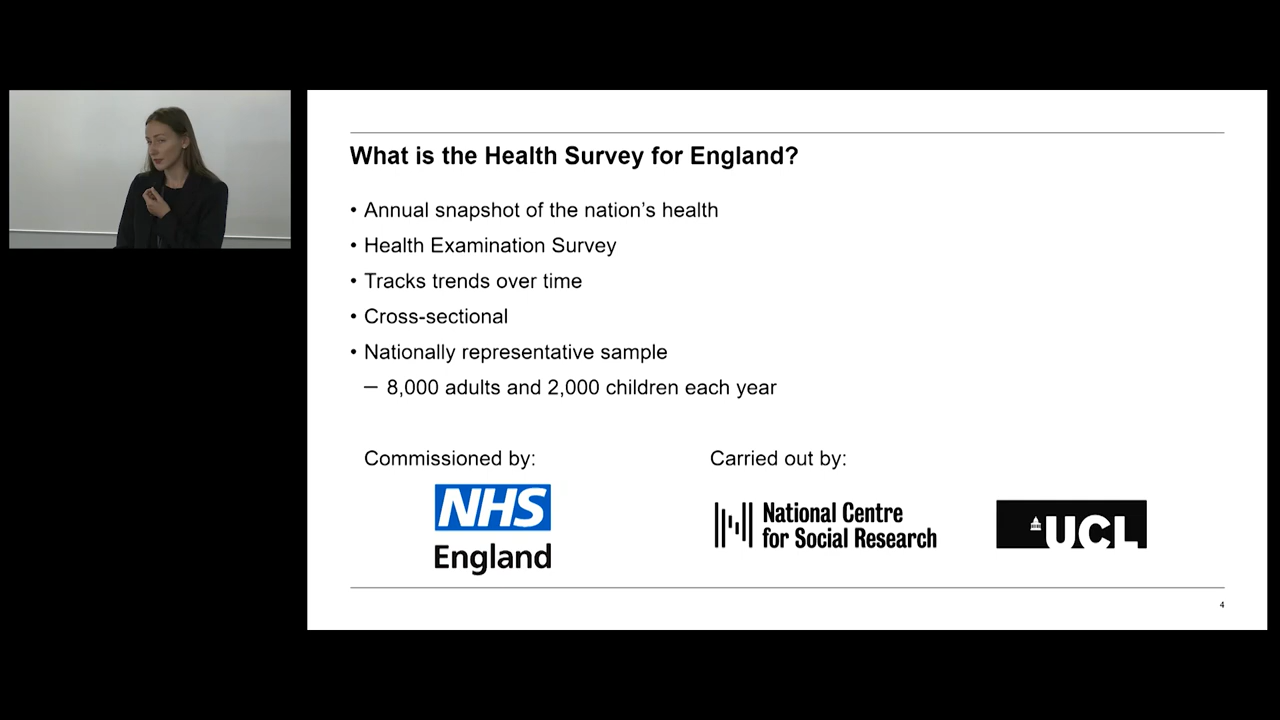 What is the Health Survey for England?
• Annual snapshot of the nation's health
• Health Examination Survey
• Tracks trends over time
• Cross-sectional
• Nationally representative sample
– 8,000 adults and 2,000 children each year
Commissioned by:
NHS
England
Carried out by:
National Centre
for Social Research
UCL
4